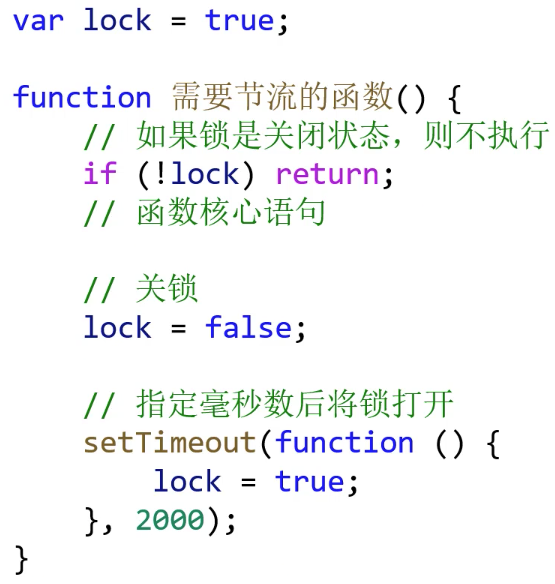 var lock = true;
function 需要节流的函数() {
    // 如果锁是关闭状态，则不执行
    if (!lock) return;
    // 函数核心语句
    // 关锁
    lock = false;
    // 指定毫秒数后将锁打开
    setTimeout(function () {
        lock = true;
    }, 2000);
}